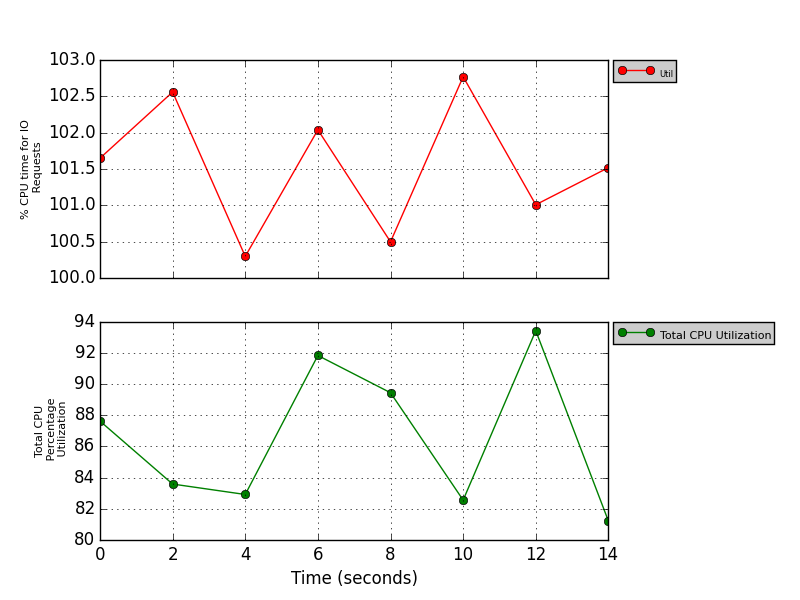 103.0
102.5
102.0
101.5
101.0
100.5
100.0
% CPU time for IO
Requests
Util
94
92
90
88
86
84
82
80
Total CPU
Percentage
Utilization
Total CPU Utilization
0 2 4 6 8 10 12 14
Time (seconds)